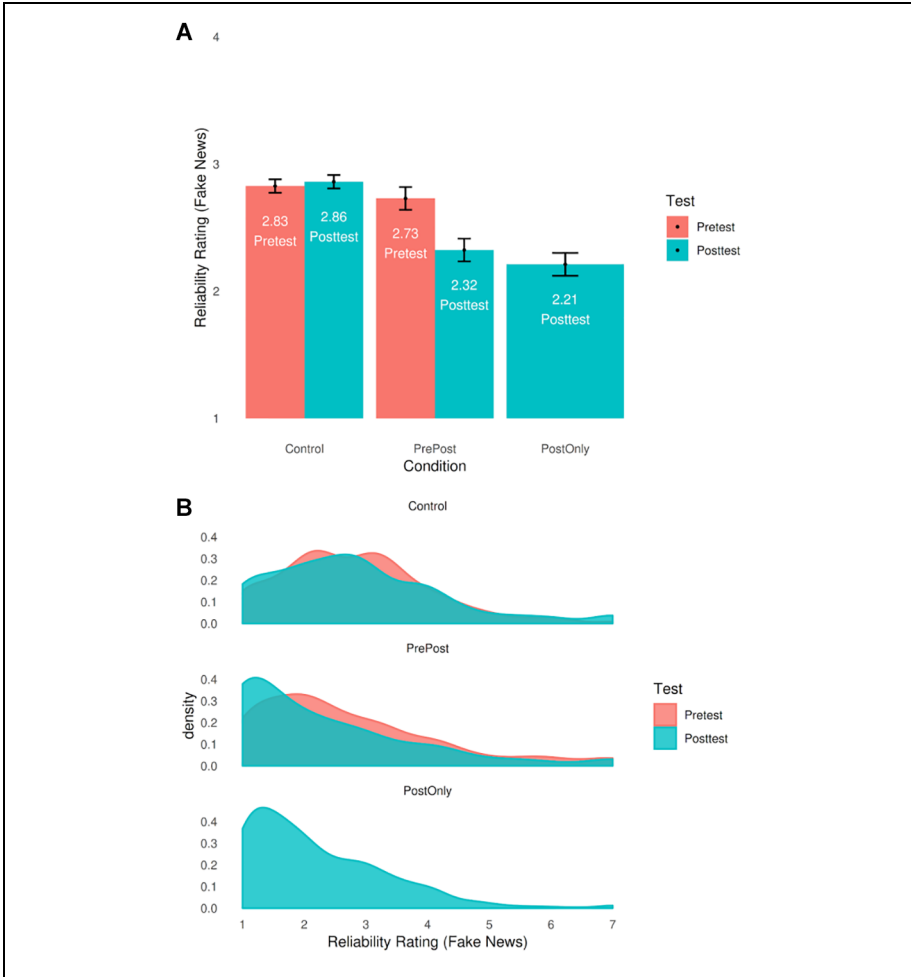 A
4
3
2
1
Reliability Rating (Fake News)
2.83
Pretest
2.86
Posttest
2.73
Pretest
2.32
Posttest
2.21
Posttest
Control
PrePost
PostOnly
Condition
Test
Pretest
Posttest
B
Control
0.4
0.3
0.2
0.1
0.0
PrePost
0.4
0.3
0.2
0.1
0.0
density
Test
Pretest
Posttest
PostOnly
0.4
0.3
0.2
0.1
0.0
1 2 3 4 5 6 7
Reliability Rating (Fake News)